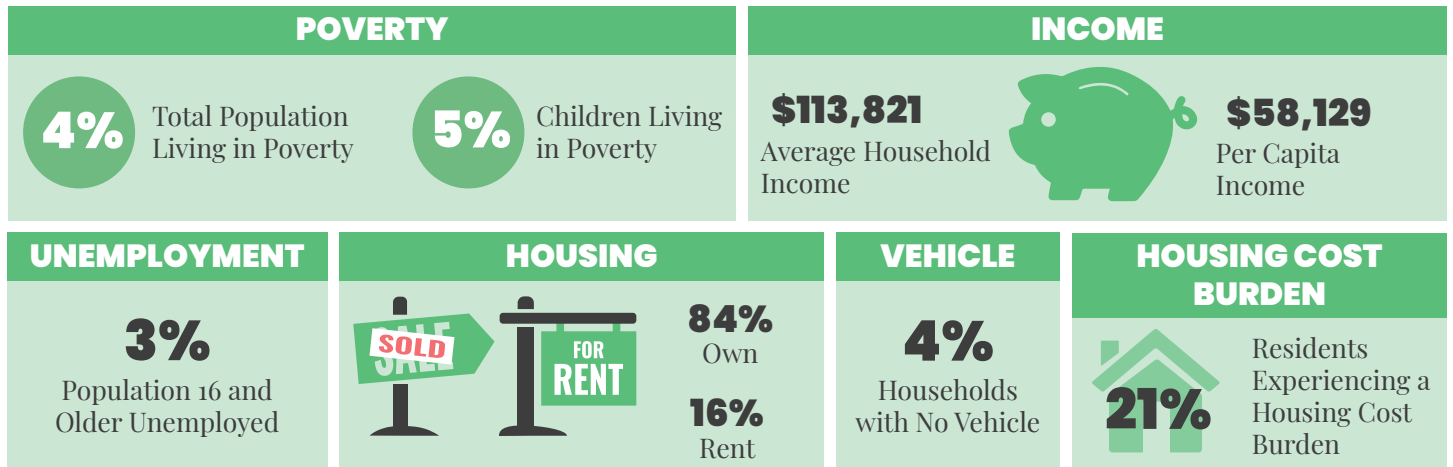 POVERTY
4%
Total Population
Living in Poverty
5%
Children Living
in Poverty
INCOME
$113,821
Average Household
Income
$58,129
Per Capita
Income
UNEMPLOYMENT
3%
Population 16 and
Older Unemployed
HOUSING
SALE
SOLD
FOR
RENT
84%
Own
16%
Rent
VEHICLE
4%
Households
with No Vehicle
HOUSING COST
BURDEN
21%
Residents
Experiencing a
Housing Cost
Burden